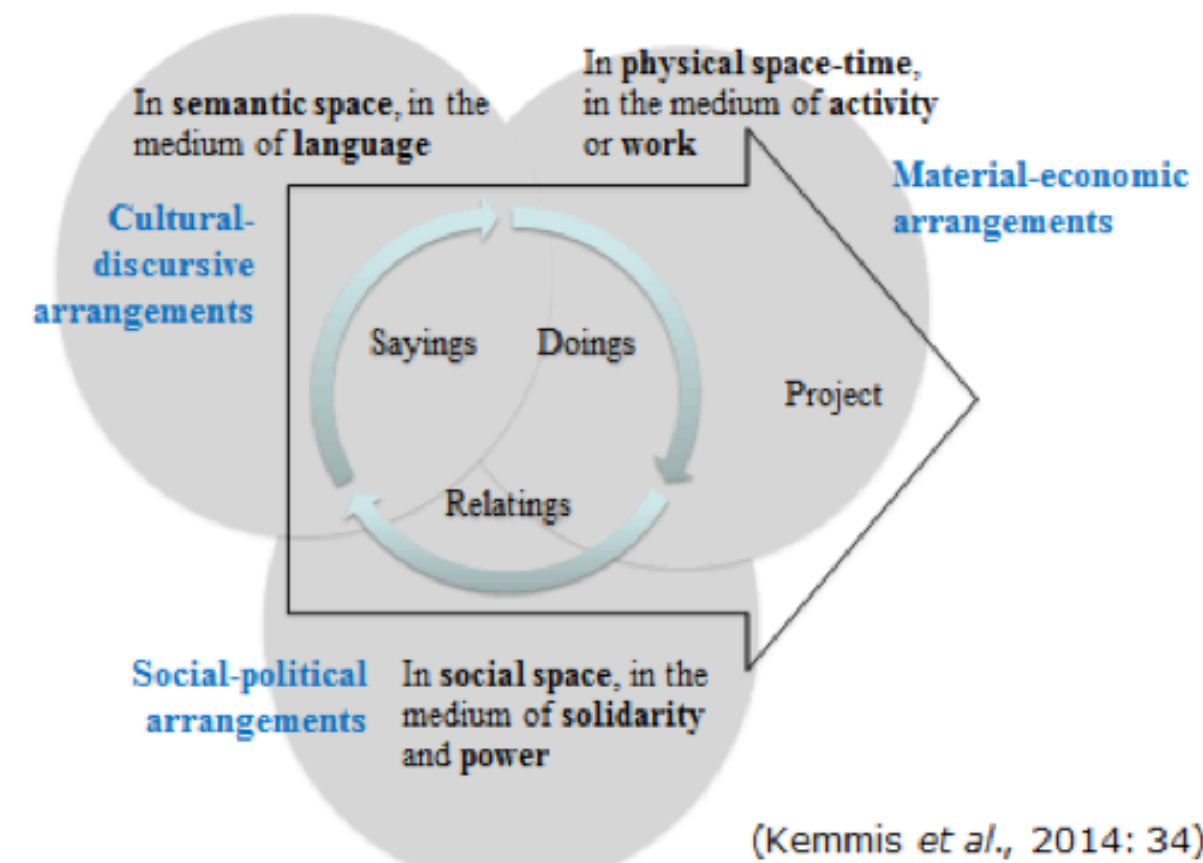 In semantic space, in the
medium of language
In physical space-time,
in the medium of activity
or work
Cultural-
discursive
arrangements
Material-economic
arrangements
Sayings
Doings
Project
Relatings
Social-political
arrangements
In social space, in the
medium of solidarity
and power
(Kemmis et al., 2014: 34)